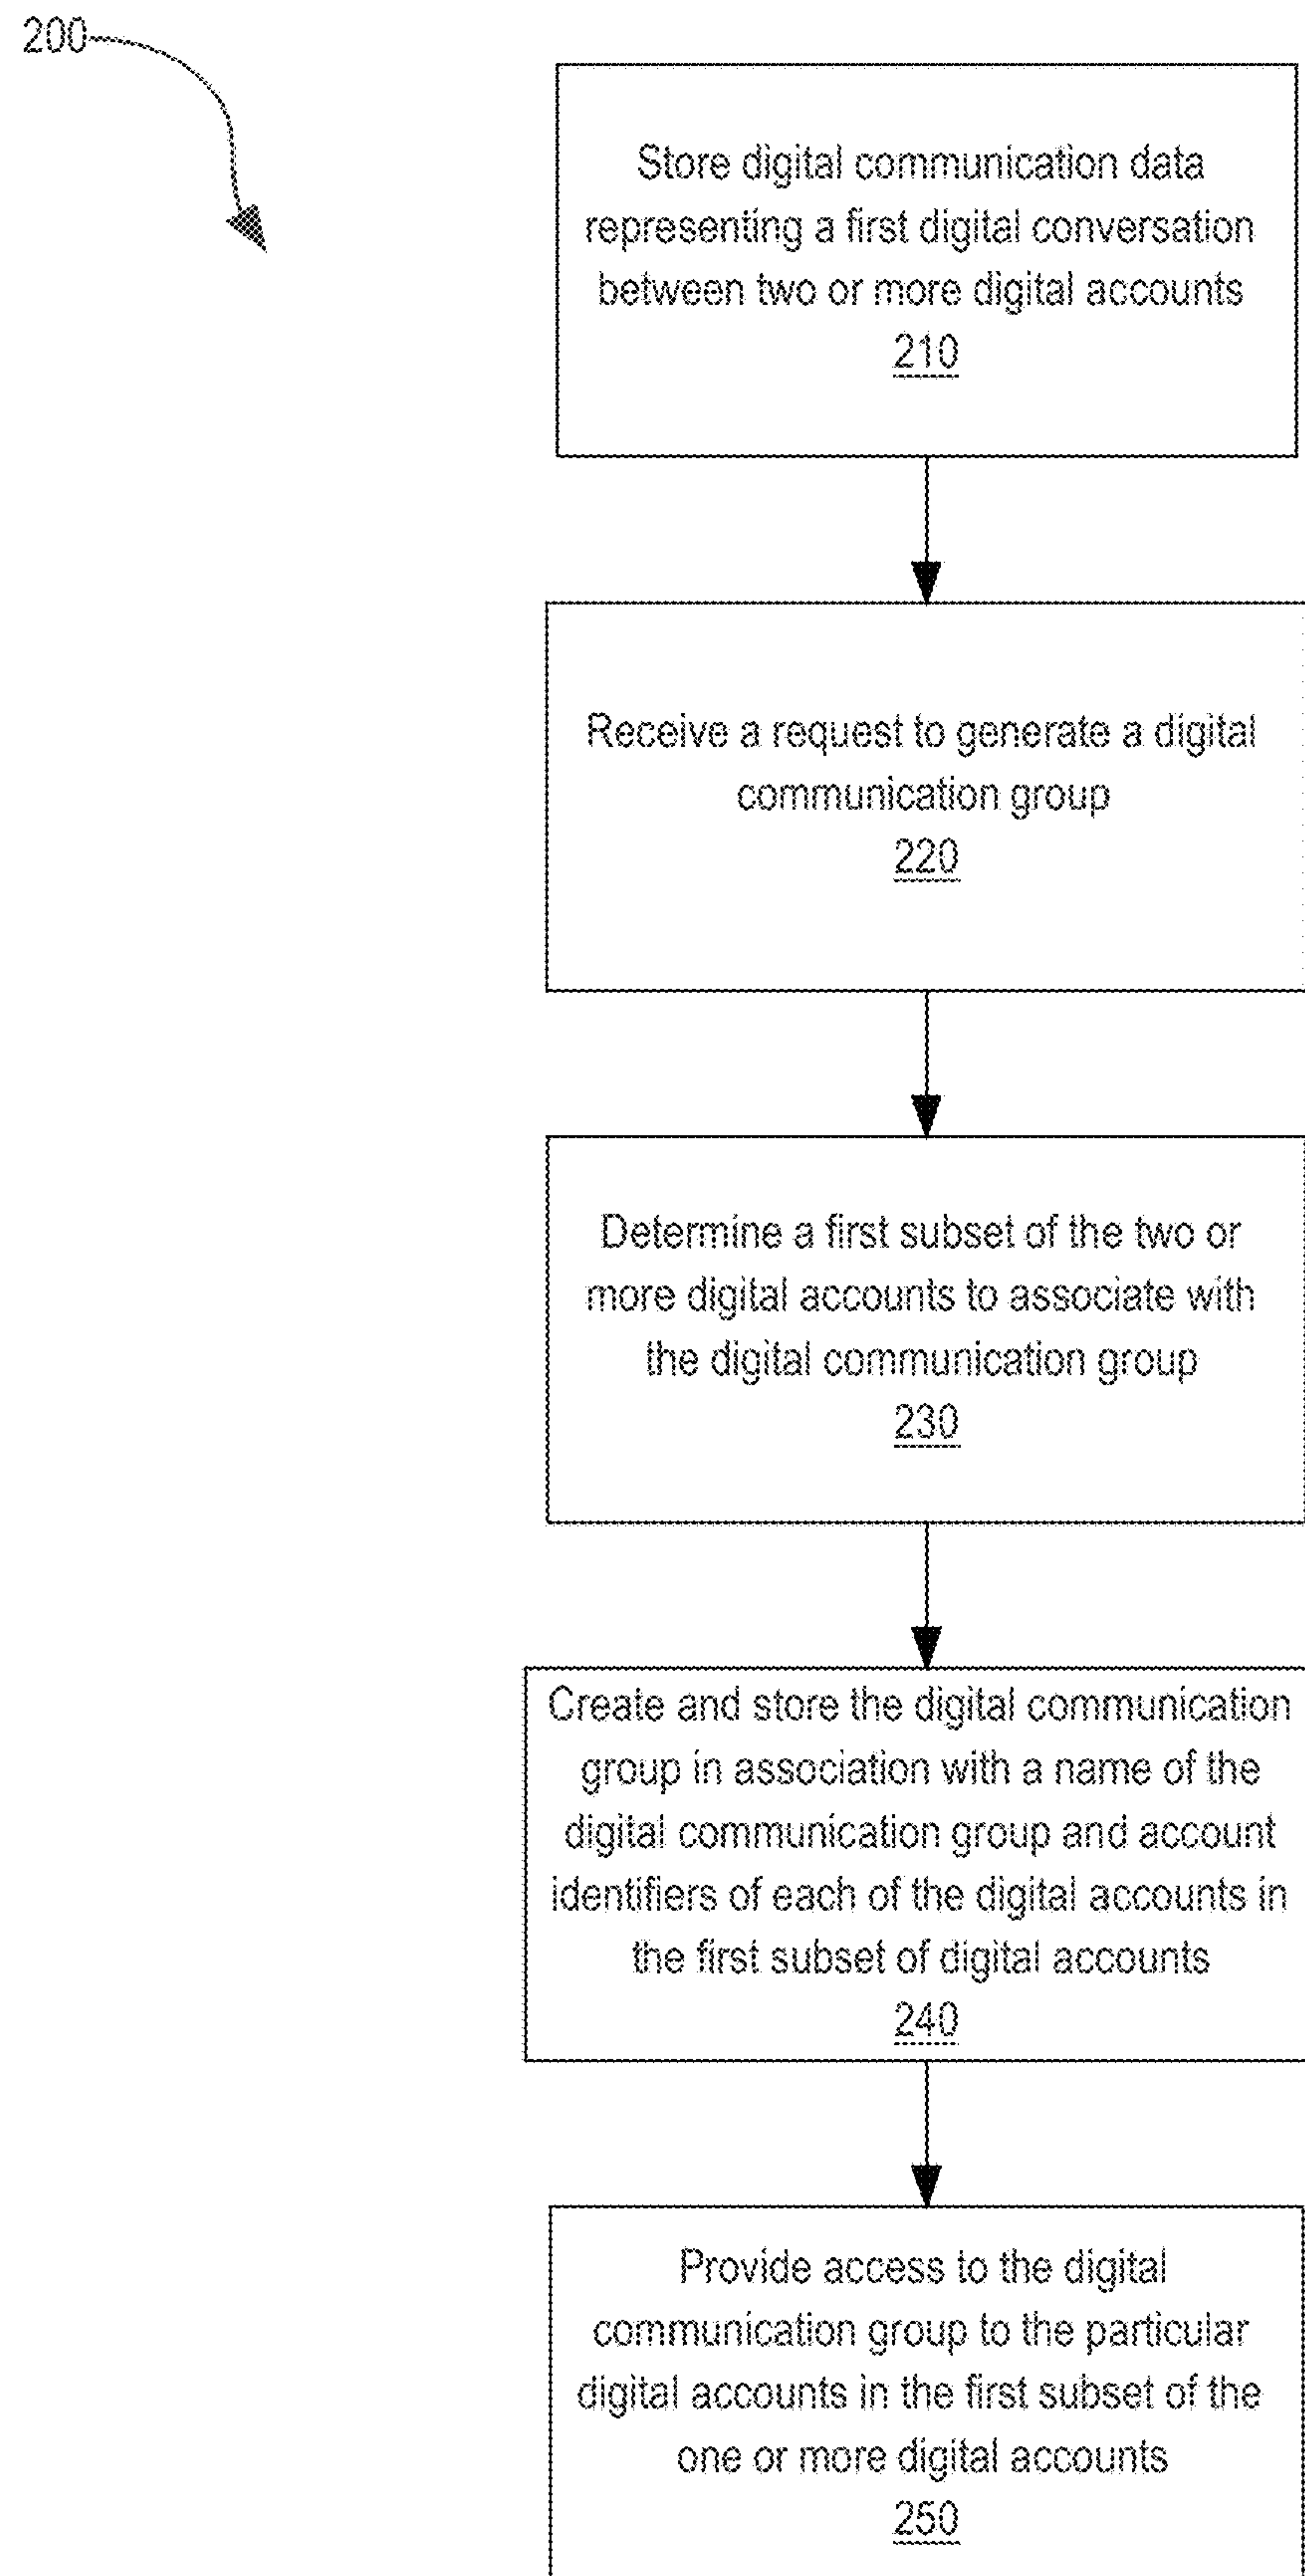 200
Store digital communication data
representing a first digital conversation
between two or more digital accounts
210
Receive a request to generate a digital
communication group
220
Determine a first subset of the two or
more digital accounts to associate with
the digital communication group
230
Create and store the digital communication
group in association with a name of the
digital communication group and account
identifiers of each of the digital accounts in
the first subset of digital accounts
240
Provide access to the digital
communication group to the particular
digital accounts in the first subset of the
one or more digital accounts
250